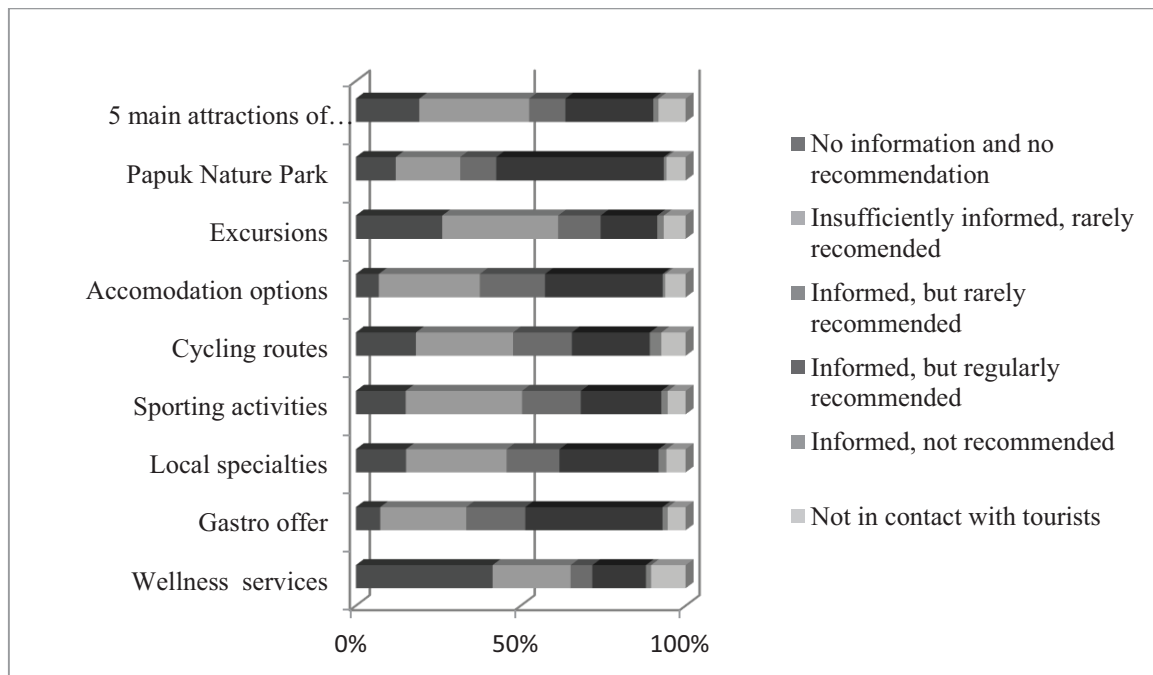 5 main attractions of…
Papuk Nature Park
Excursions
Accomodation options
Cycling routes
Sporting activities
Local specialties
Gastro offer
Wellness services
0%
50%
100%
No information and no
recommendation
Insufficiently informed, rarely
recomended
Informed, but rarely
recommended
Informed, but regularly
recommended
Informed, not recommended
Not in contact with tourists